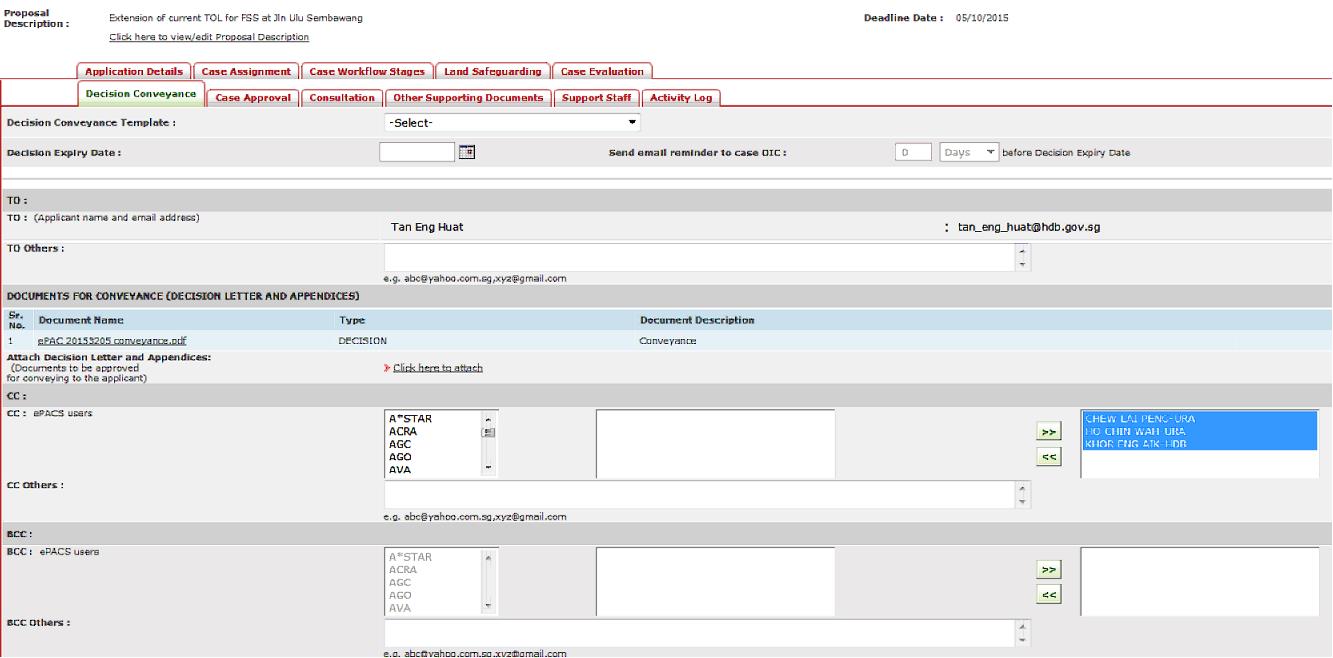 Proposal Description : Extension of current TOL for FSS at Jln Ulu Sembawang Deadline Date : 05/10/2015
Click here to view/edit Proposal Description
Application Details Case Assignment Case Workflow Stages Land Safeguarding Case Evaluation
Decision Conveyance Case Approval Consultation Other Supporting Documents Support Staff Activity Log
Decision Conveyance Template : -Select-
Decision Expiry Date : Send email reminder to case OIC : 0 Days before Decision Expiry Date
TO :
TO : (Applicant name and email address) Tan Eng Huat : tan_eng_huat@hdb.gov.sg
TO Others :
e.g. abc@yahoo.com.sg,xyz@gmail.com
DOCUMENTS FOR CONVEYANCE (DECISION LETTER AND APPENDICES)
Sr. No. Document Name Type Document Description
1 ePAC 20153205 conveyance.pdf DECISION Conveyance
Attach Decision Letter and Appendices:
(Documents to be approved
for conveying to the applicant)
Click here to attach
CC :
CC : ePACS users
A*STAR
ACRA
AGC
AGO
AVA
>>
<<
CHEW LAI PENG-URA
HO CHIN WAH-URA
KHOR ENG AIK-HDB
CC Others :
e.g. abc@yahoo.com.sg,xyz@gmail.com
BCC :
BCC : ePACS users
A*STAR
ACRA
AGC
AGO
AVA
>>
<<
BCC Others :
e.g. abc@yahoo.com.sg,xyz@gmail.com